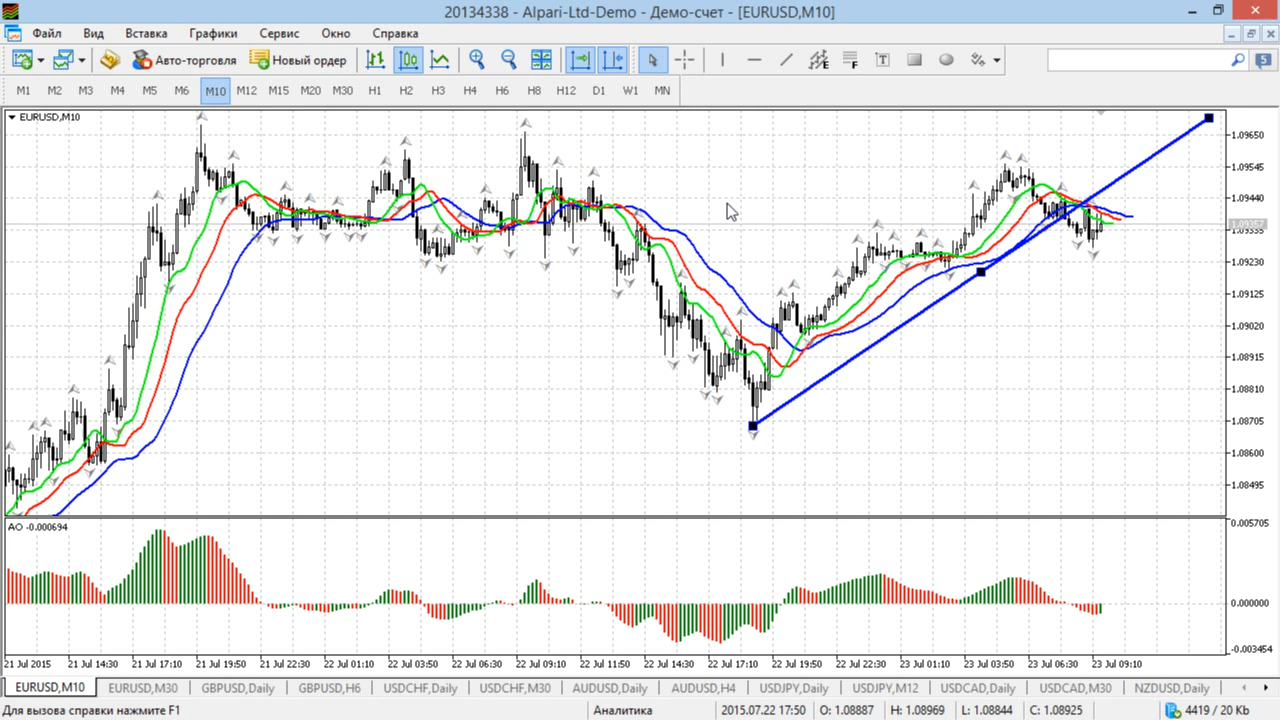 20134338 - Alpari-Ltd-Demo - Демо-счет - [EURUSD,M10]
Файл Вид Вставка Графики Сервис Окно Справка
Авто-торговля Новый ордер E F T 5
M1 M2 M3 M4 M5 M6 M10 M12 M15 M20 M30 H1 H2 H3 H4 H6 H8 H12 D1 W1 MN
EURUSD,M10
1.09650
1.09545
1.09440
1.09335
1.09230
1.09125
1.09020
1.08915
1.08810
1.08705
1.08600
1.08495
AO -0.000694
0.005705
0.000000
-0.003454
21 Jul 2015 21 Jul 14:30 21 Jul 17:10 21 Jul 19:50 21 Jul 22:30 22 Jul 01:10 22 Jul 03:50 22 Jul 06:30 22 Jul 09:10 22 Jul 11:50 22 Jul 14:30 22 Jul 17:10 22 Jul 19:50 22 Jul 22:30 23 Jul 01:10 23 Jul 03:50 23 Jul 06:30 23 Jul 09:10
EURUSD,M10 EURUSD,M30 GBPUSD,Daily GBPUSD,H6 USDCHF,Daily USDCHF,M30 AUDUSD,Daily AUDUSD,H4 USDJPY,Daily USDJPY,M12 USDCAD,Daily USDCAD,M30 NZDUSD,Daily
Для вызова справки нажмите F1 Аналитика 2015.07.22 17:50 O: 1.08887 H: 1.08969 L: 1.08844 C: 1.08925 4419 / 20 Kb